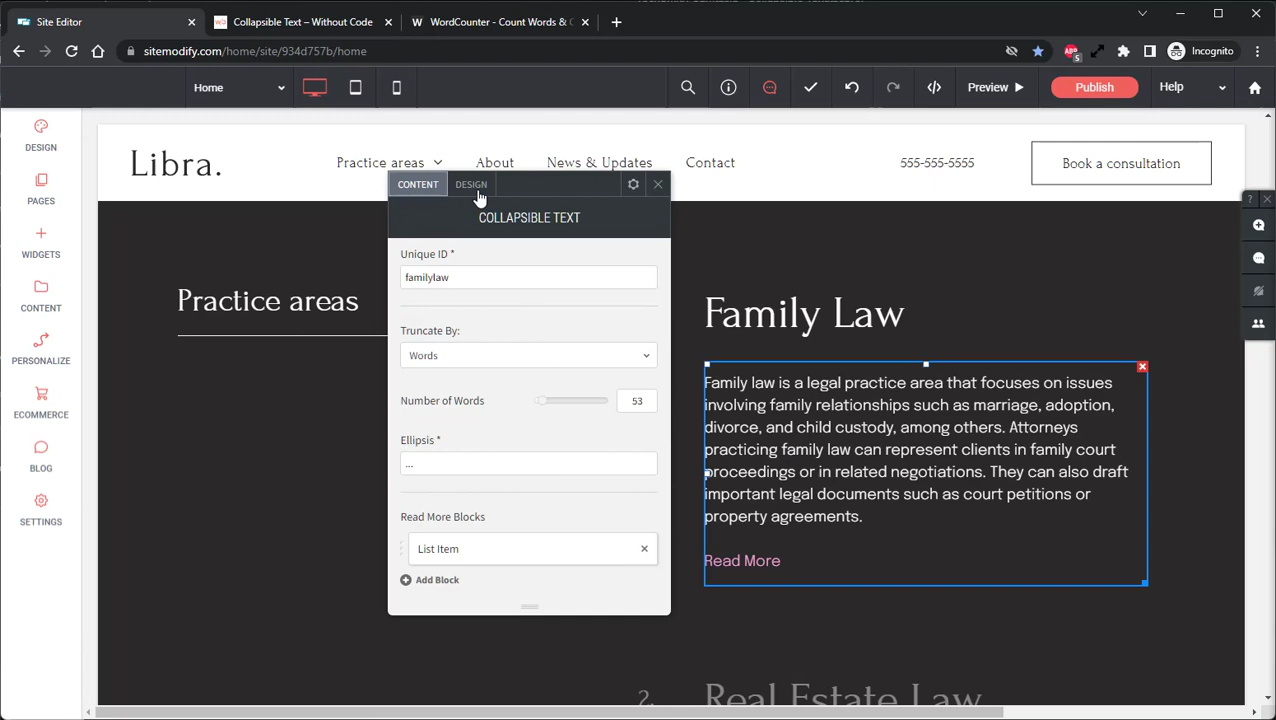 Site Editor
Collapsible Text – Without Code
WordCounter - Count Words & C
sitemodify.com/home/site/934d757b/home
5
Incognito
Home
Preview
Publish
Help
DESIGN
PAGES
WIDGETS
CONTENT
PERSONALIZE
ECOMMERCE
BLOG
SETTINGS
Libra.
Practice areas
About
News & Updates
Contact
555-555-5555
Book a consultation
CONTENT
DESIGN
COLLAPSIBLE TEXT
Unique ID *
familylaw
Truncate By:
Words
Number of Words
53
Ellipsis *
...
Read More Blocks
List Item
Add Block
Practice areas
Family Law
Family law is a legal practice area that focuses on issues
involving family relationships such as marriage, adoption,
divorce, and child custody, among others. Attorneys
practicing family law can represent clients in family court
proceedings or in related negotiations. They can also draft
important legal documents such as court petitions or
property agreements.
Read More
2.
Real Estate Law
?